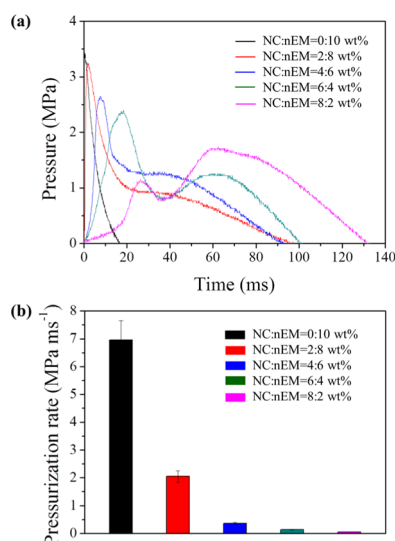 (a)
4
3
2
1
0
Pressure (MPa)
NC:nEM=0:10 wt%
NC:nEM=2:8 wt%
NC:nEM=4:6 wt%
NC:nEM=6:4 wt%
NC:nEM=8:2 wt%
0 20 40 60 80 100 120 140
Time (ms)
(b)
7
6
5
4
3
2
1
0
Pressurization rate (MPa ms⁻¹)
NC:nEM=0:10 wt%
NC:nEM=2:8 wt%
NC:nEM=4:6 wt%
NC:nEM=6:4 wt%
NC:nEM=8:2 wt%